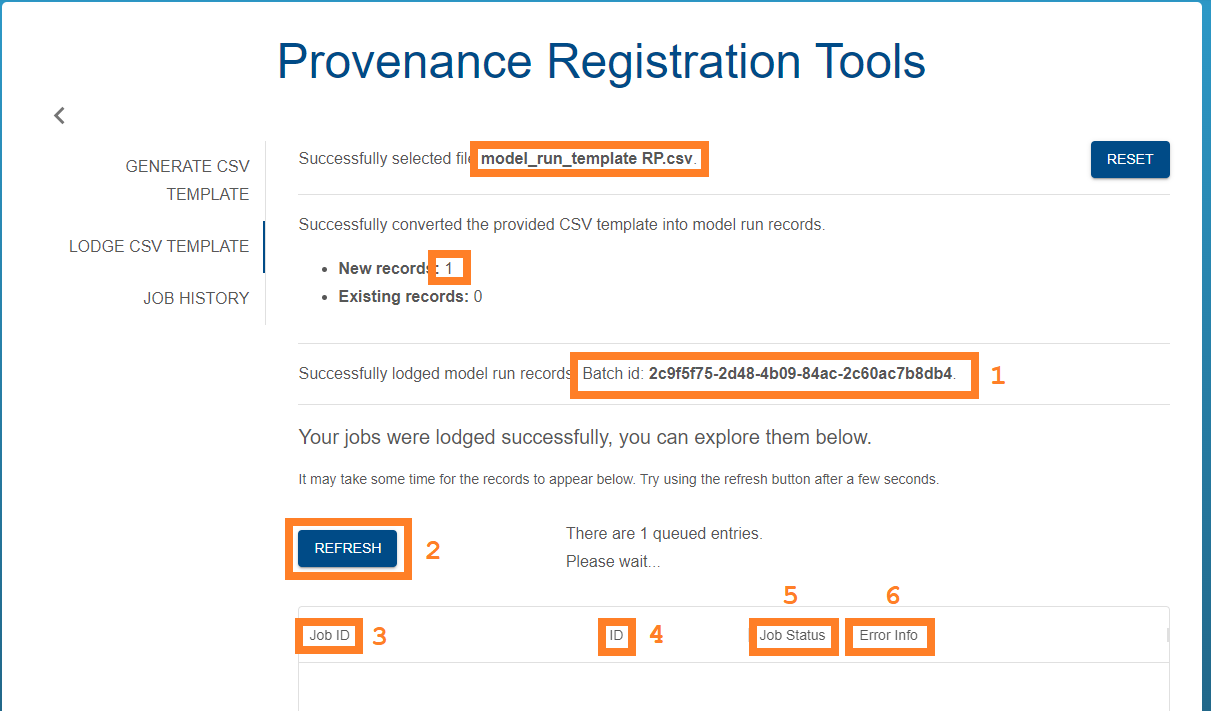 Provenance Registration Tools
GENERATE CSV
TEMPLATE
LODGE CSV TEMPLATE
JOB HISTORY
Successfully selected file model_run_template RP.csv.
RESET
Successfully converted the provided CSV template into model run records.
• New records: 1
• Existing records: 0
Successfully lodged model run records. Batch id: 2c9f5f75-2d48-4b09-84ac-2c60ac7b8db4.
1
Your jobs were lodged successfully, you can explore them below.
It may take some time for the records to appear below. Try using the refresh button after a few seconds.
REFRESH
2
There are 1 queued entries.
Please wait...
5
6
Job ID
3
ID
4
Job Status
Error Info